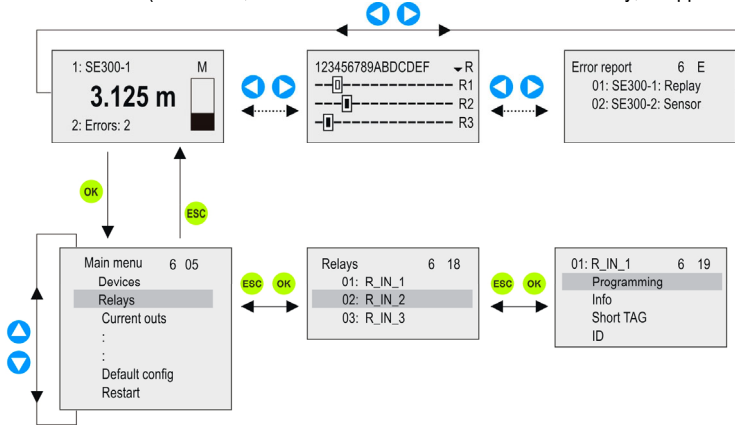 1: SE300-1 M
3.125 m
2: Errors: 2
123456789ABDCDEF R
R1
R2
R3
Error report 6 E
01: SE300-1: Replay
02: SE300-2: Sensor
OK
ESC
Main menu 6 05
Devices
Relays
Current outs
:
:
Default config
Restart
ESC OK
Relays 6 18
01: R_IN_1
02: R_IN_2
03: R_IN_3
ESC OK
01: R_IN_1 6 19
Programming
Info
Short TAG
ID